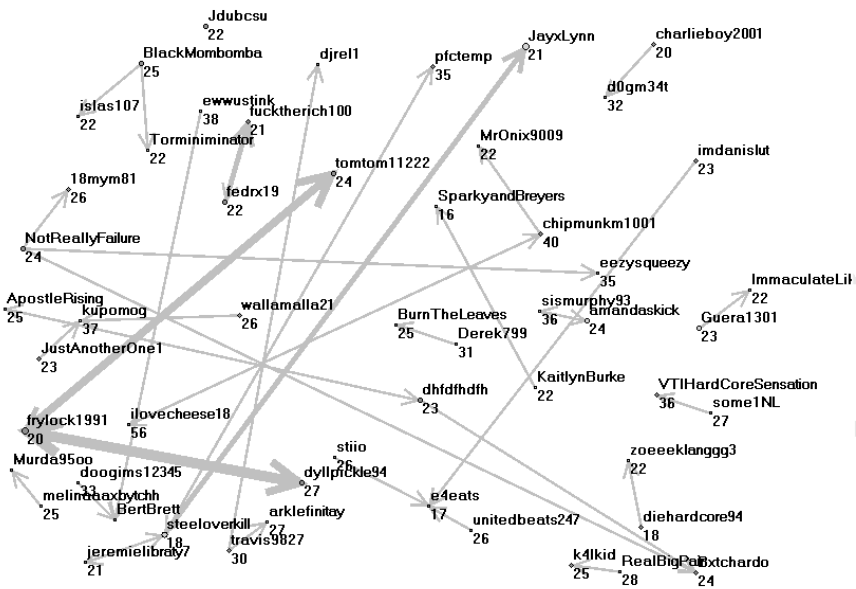 Jdubcsu
22
BlackMombomba
25
djrel1
pfctemp
35
JayxLynn
21
charlieboy2001
20
islas107
22
ewwustink
38
fucktherich100
21
d0gm34t
32
Torminiminator
22
MrOnix9009
22
imdanislut
23
18mym81
26
fedrx19
22
tomtom11222
24
SparkyandBreyers
16
chipmunkm1001
40
NotReallyFailure
24
eezysqueezy
35
ImmaculateLil
22
ApostleRising
25
kupomog
37
wallamalla21
26
BurnTheLeaves
25
Derek799
31
sismurphy93
36
amandaskick
24
Guera1301
23
JustAnotherOne1
23
dhfdfhdfh
23
KaitlynBurke
22
VTIHardCoreSensation
36
some1NL
27
frylock1991
20
ilovecheese18
56
stiio
26
zoeeeklanggg3
22
Murda95oo
doogims12345
33
dyllpickle94
27
melinaaaxbytchh
25
BertBrett
e4eats
17
steeloverkill
18
arklefinitay
27
unitedbeats247
26
diehardcore94
18
jeremielibraty7
21
travis9827
30
k4lkid
25
RealBigPair
28
24